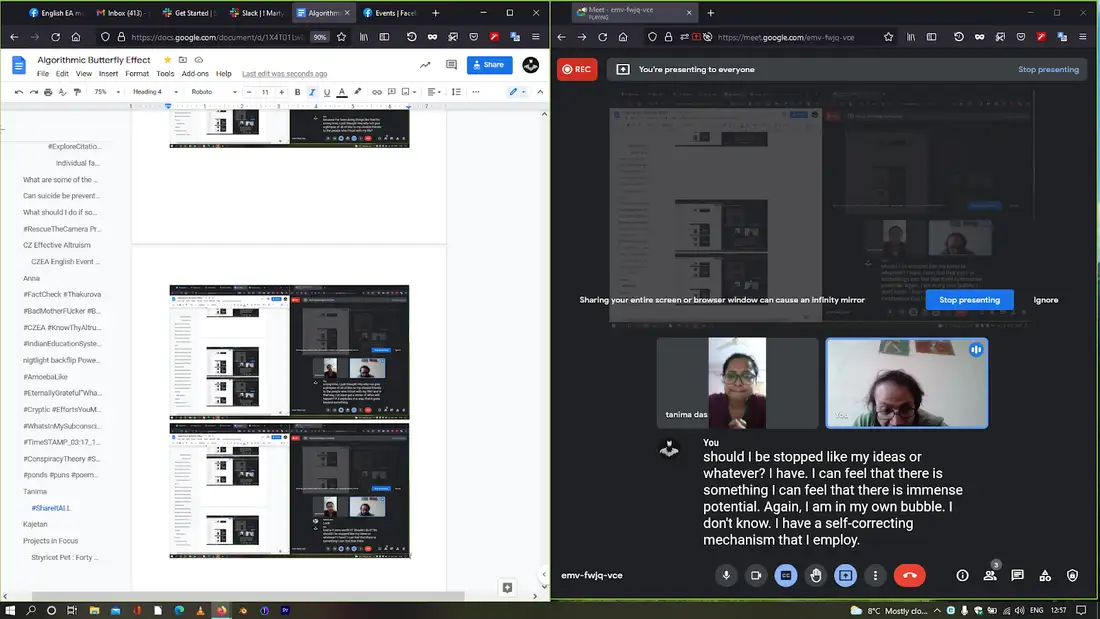 English EA m
Inbox (413)
Get Started |
Slack | 1 Marty
Algorithmic
Events | Facel
https://docs.google.com/document/d/1X4T01Lwl
90%
Algorithmic Butterfly Effect
File Edit View Insert Format Tools Add-ons Help Last edit was seconds ago
Share
75% Heading 4 Roboto 11 B I U A
#ExploreCitatio...
Individual fa...
What are some of the ...
Can suicide be prevent...
What should I do if so...
#RescueTheCamera Pr...
CZ Effective Altruism
CZEA English Event ...
Anna
#FactCheck #Thakurova
#BadMotherFUcker #B...
#CZEA #KnowThyAltru...
#IndianEducationSyste...
nigtlight backflip Powe...
#AmoebaLike
#EternallyGrateful"Wha...
#Cryptic #EffortsYouM...
#WhatsInMySubconsci...
#TimeSTAMP_03:17_1...
#ConspiracyTheory #S...
#ponds #puns #poem...
Tanima
#ShareItALL
Kajetan
Projects in Focus
Stryricet Pet : Forty ...
Meet - emv-fwjq-vce
PLAYING
https://meet.google.com/emv-fwjq-vce
REC
You're presenting to everyone
Stop presenting
Sharing your entire screen or browser window can cause an infinity mirror
Stop presenting
Ignore
tanima das
You
You
should I be stopped like my ideas or
whatever? I have. I can feel that there is
something I can feel that there is immense
potential. Again, I am in my own bubble. I
don't know. I have a self-correcting
mechanism that I employ.
emv-fwjq-vce
3
8°C Mostly clo... ENG 12:57